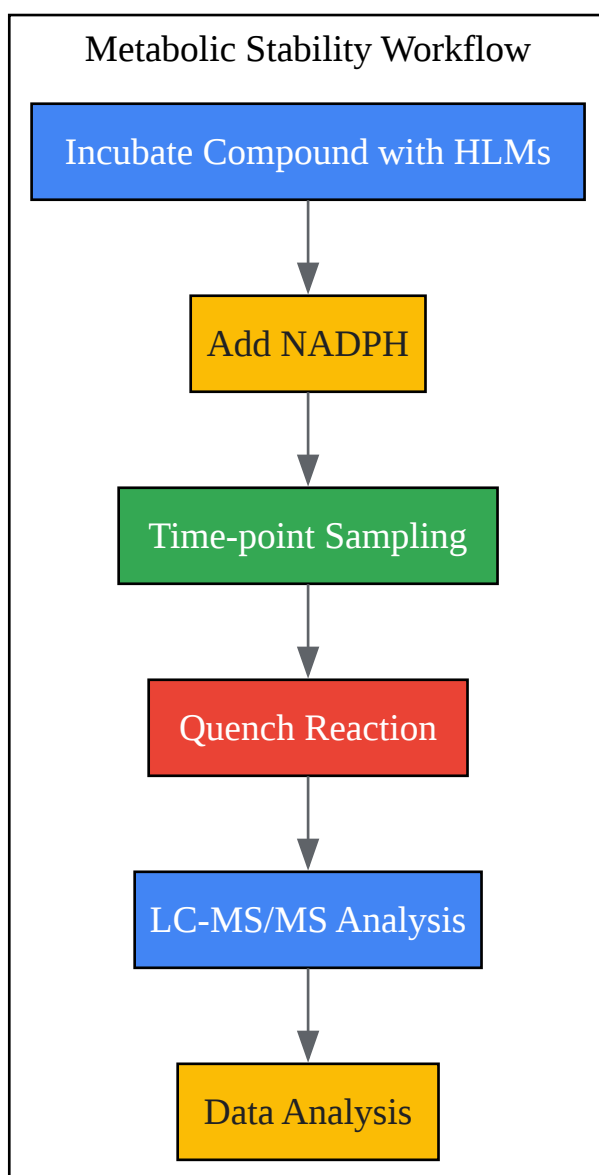 Metabolic Stability Workflow
Incubate Compound with HLMs
Add NADPH
Time-point Sampling
Quench Reaction
LC-MS/MS Analysis
Data Analysis